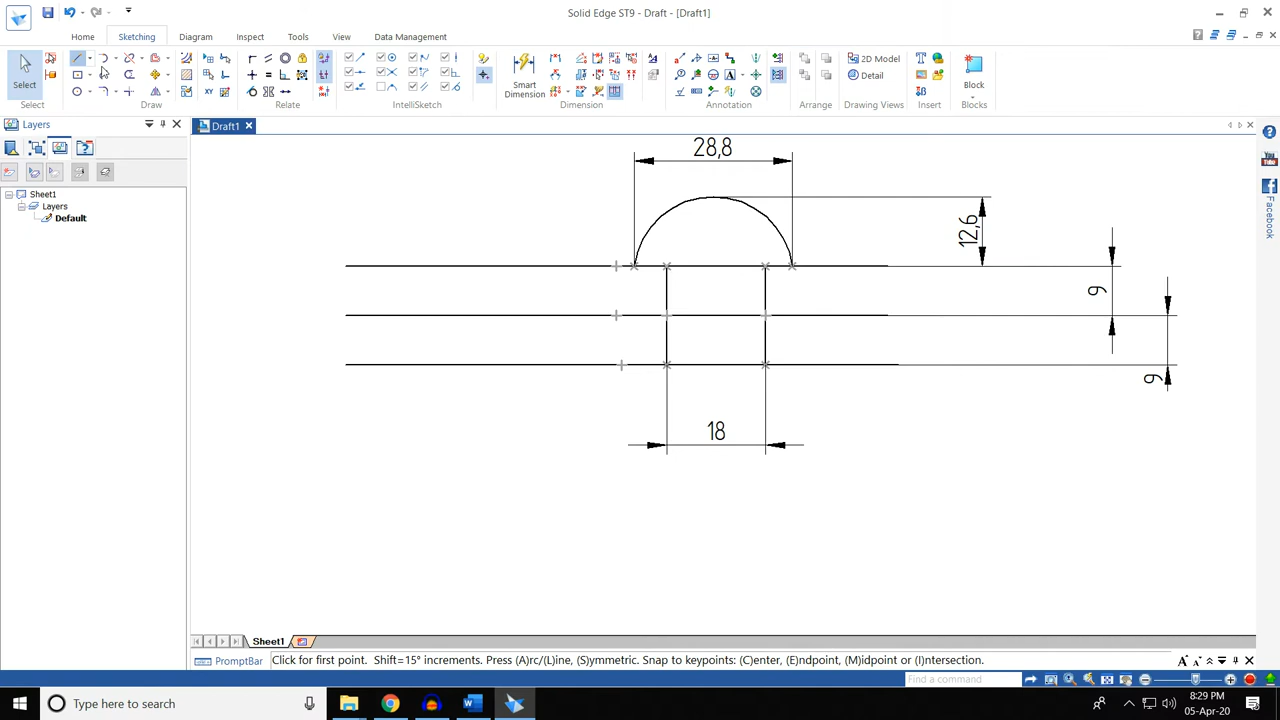 Solid Edge ST9 - Draft - [Draft1]
Home
Sketching
Diagram
Inspect
Tools
View
Data Management
Select
Smart
Dimension
2D Model
Detail
Block
Select
Draw
Relate
IntelliSketch
Dimension
Annotation
Arrange
Drawing Views
Insert
Blocks
Layers
Draft1
Sheet1
Layers
Default
You
Tube
Facebook
28,8
12,6
9
9
18
Sheet1
PromptBar
Click for first point. Shift=15° increments. Press (A)rc/(L)ine, (S)ymmetric. Snap to keypoints: (C)enter, (E)ndpoint, (M)idpoint or (I)ntersection.
Find a command
Type here to search
8:29 PM
05-Apr-20